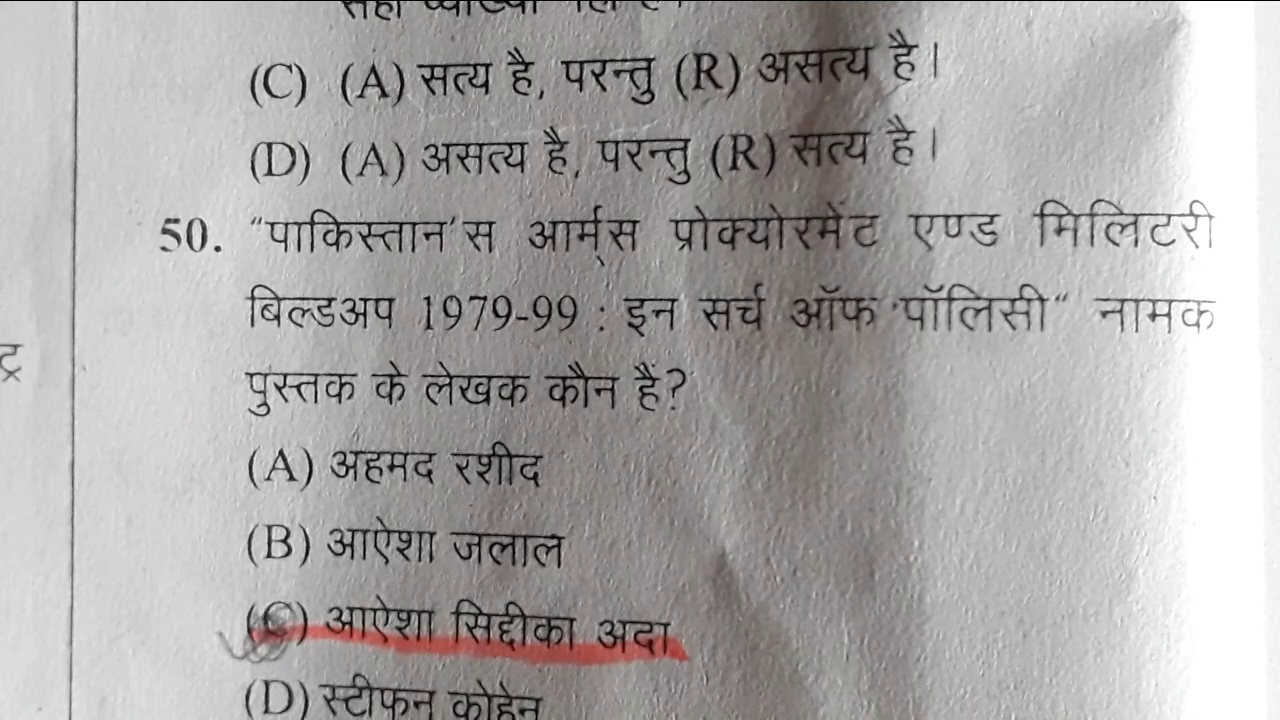 (C) (A) सत्य है, परन्तु (R) असत्य है।
(D) (A) असत्य है, परन्तु (R) सत्य है।
50. “पाकिस्तान'स आर्म्स प्रोक्योरमेंट एण्ड मिलिटरी
बिल्डअप 1979-99 : इन सर्च ऑफ पॉलिसी“ नामक
पुस्तक के लेखक कौन हैं?
(A) अहमद रशीद
(B) आऐशा जलाल
(C) आऐशा सिद्दीका अदा
(D) स्टीफन कोहेन